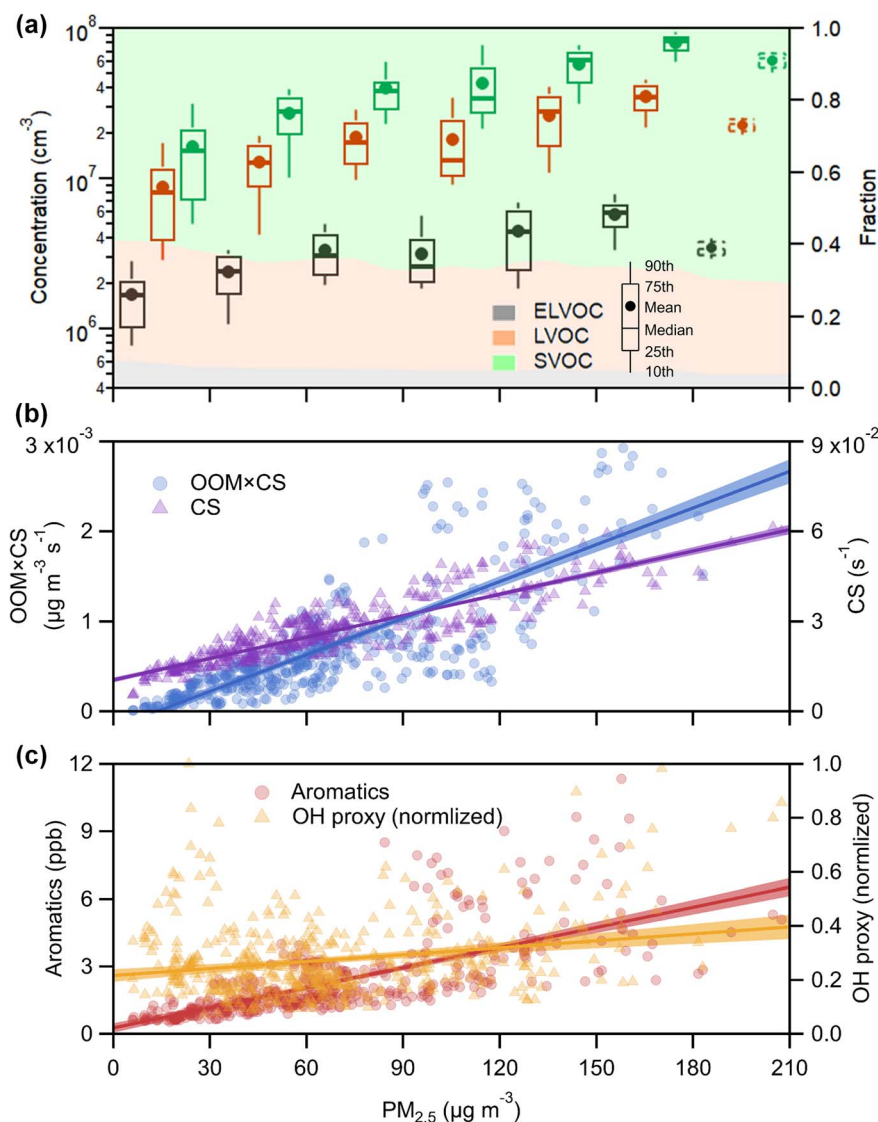 (a)
10^8
8
6
4
2
10^7
8
6
4
2
10^6
8
6
4
Concentration (cm^-3)
1.0
0.8
0.6
0.4
0.2
0.0
Fraction
ELVOC
LVOC
SVOC
90th
75th
Mean
Median
25th
10th
(b)
3 x10^-3
2
1
0
OOM×CS
(µg m^-3 s^-1)
OOM×CS
CS
9 x10^-2
6
3
0
CS (s^-1)
(c)
12
9
6
3
0
Aromatics (ppb)
Aromatics
OH proxy (normlized)
1.0
0.8
0.6
0.4
0.2
0.0
OH proxy (normlized)
0 30 60 90 120 150 180 210
PM2.5 (µg m^-3)